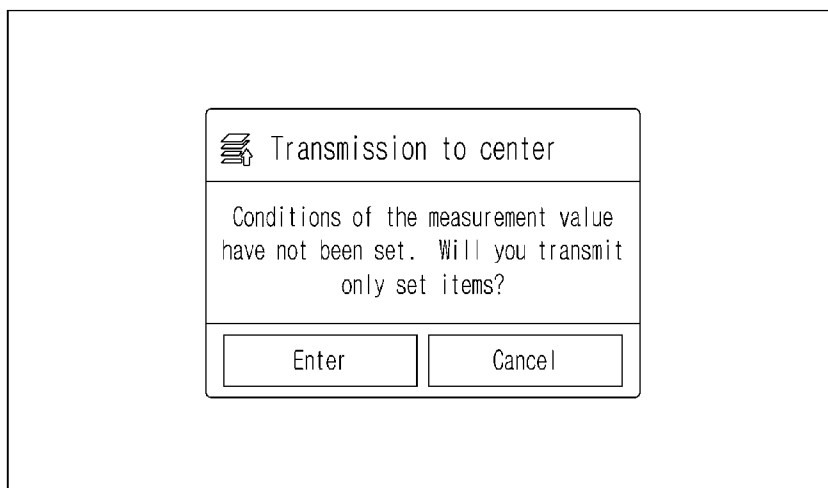 Transmission to center
Conditions of the measurement value
have not been set. Will you transmit
only set items?
Enter
Cancel